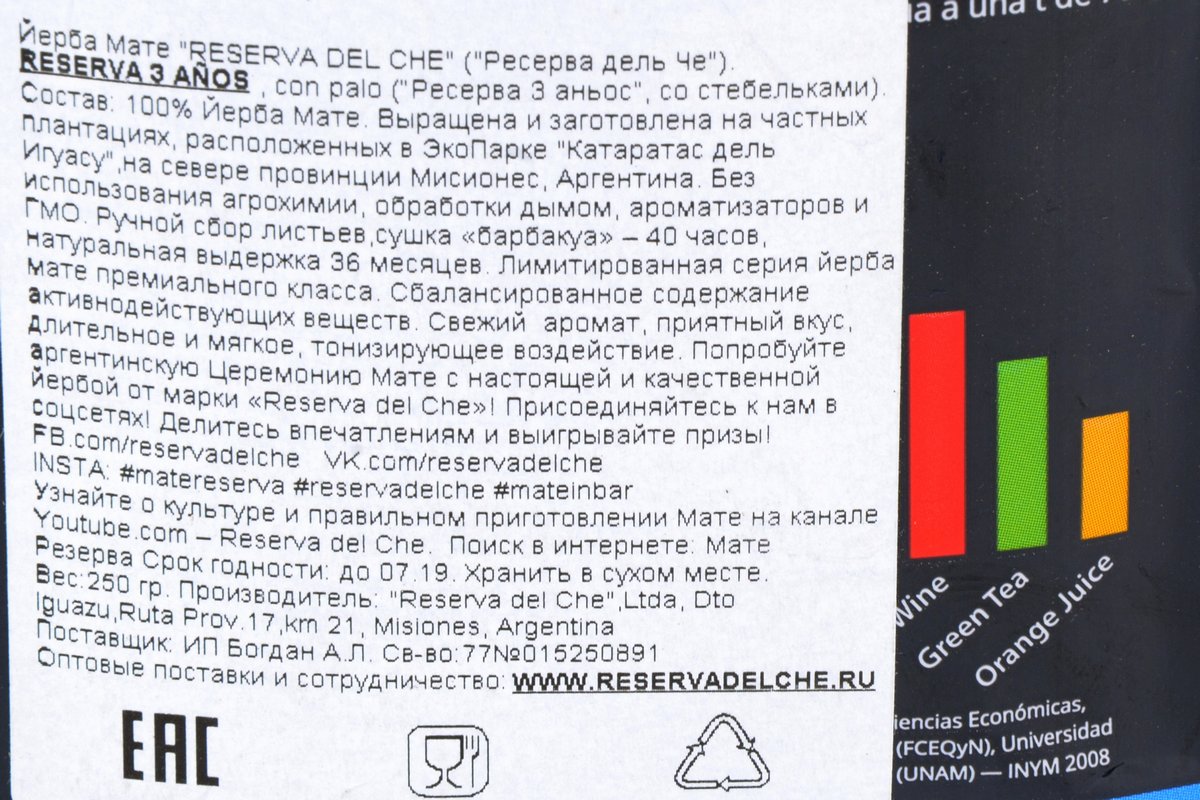 Йерба Мате "RESERVA DEL CHE" ("Ресерва дель Че").
RESERVA 3 AÑOS , con palo ("Ресерва 3 аньос", со стебельками).
Состав: 100% Йерба Мате. Выращена и заготовлена на частных
плантациях, расположенных в ЭкоПарке "Катаратас дель
Игуасу",на севере провинции Мисионес, Аргентина. Без
использования агрохимии, обработки дымом, ароматизаторов и
ГМО. Ручной сбор листьев,сушка «барбакуа» – 40 часов,
натуральная выдержка 36 месяцев. Лимитированная серия йерба
мате премиального класса. Сбалансированное содержание
активнодействующих веществ. Свежий аромат, приятный вкус,
длительное и мягкое, тонизирующее воздействие. Попробуйте
аргентинскую Церемонию Мате с настоящей и качественной
йербой от марки «Reserva del Che»! Присоединяйтесь к нам в
соцсетях! Делитесь впечатлениям и выигрывайте призы!
FB.com/reservadelche VK.com/reservadelche
INSTA: #matereserva #reservadelche #mateinbar
Узнайте о культуре и правильном приготовлении Мате на канале
Youtube.com – Reserva del Che. Поиск в интернете: Мате
Резерва Срок годности: до 07.19. Хранить в сухом месте.
Вес:250 гр. Производитель: "Reserva del Che",Ltda, Dto
Iguazu,Ruta Prov.17,km 21, Misiones, Argentina
Поставщик: ИП Богдан А.Л. Св-во:77№015250891
Оптовые поставки и сотрудничество: WWW.RESERVADELCHE.RU
EAC
a una
Wine
Green Tea
Orange Juice
iencias Económicas,
(FCEQyN), Universidad
(UNAM) — INYM 2008